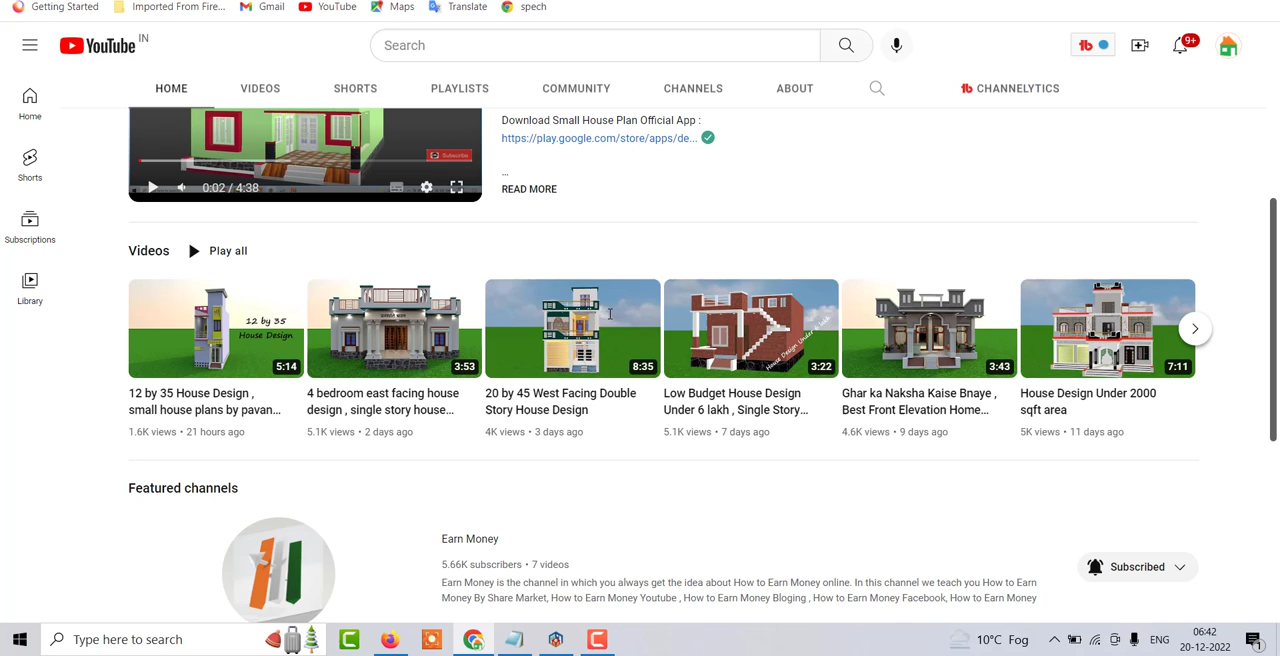 Getting Started
Imported From Fire...
Gmail
YouTube
Maps
Translate
spech
YouTube IN
Search
9+
HOME
VIDEOS
SHORTS
PLAYLISTS
COMMUNITY
CHANNELS
ABOUT
CHANNELYTICS
Home
Shorts
Subscriptions
Library
Subscribe
0:02 / 4:38
Download Small House Plan Official App :
https://play.google.com/store/apps/de...
...
READ MORE
Videos
Play all
12 by 35
House Design
5:14
3:53
8:35
House Design Under 6 lakh
3:22
3:43
7:11
12 by 35 House Design ,
small house plans by pavan...
1.6K views • 21 hours ago
4 bedroom east facing house
design , single story house...
5.1K views • 2 days ago
20 by 45 West Facing Double
Story House Design
4K views • 3 days ago
Low Budget House Design
Under 6 lakh , Single Story...
5.1K views • 7 days ago
Ghar ka Naksha Kaise Bnaye ,
Best Front Elevation Home...
4.6K views • 9 days ago
House Design Under 2000
sqft area
5K views • 11 days ago
Featured channels
Earn Money
5.66K subscribers • 7 videos
Earn Money is the channel in which you always get the idea about How to Earn Money online. In this channel we teach you How to Earn
Money By Share Market, How to Earn Money Youtube , How to Earn Money Bloging , How to Earn Money Facebook, How to Earn Money
Subscribed
Type here to search
10°C Fog
ENG
06:42
20-12-2022
1